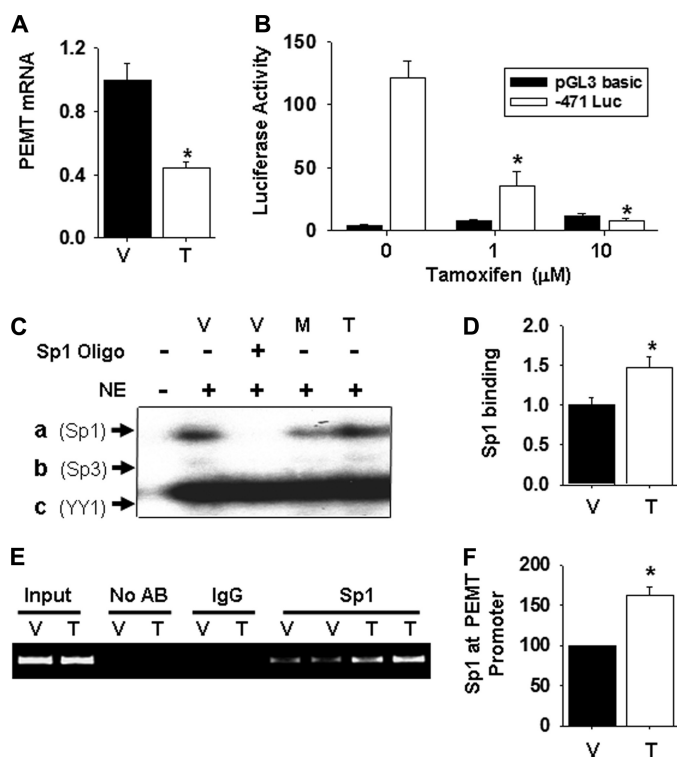 A
PEMT mRNA
1.2
0.8
0.4
0.0
*
V T
B
Luciferase Activity
150
100
50
0
pGL3 basic
-471 Luc
*
*
0 1 10
Tamoxifen (μM)
C
V V M T
Sp1 Oligo - - + - -
NE - + + + +
a (Sp1)
b (Sp3)
c (YY1)
D
Sp1 binding
2.0
1.5
1.0
0.5
0.0
*
V T
E
Input No AB IgG Sp1
V T V T V T V V T T
F
Sp1 at PEMT
Promoter
200
150
100
50
0
*
V T